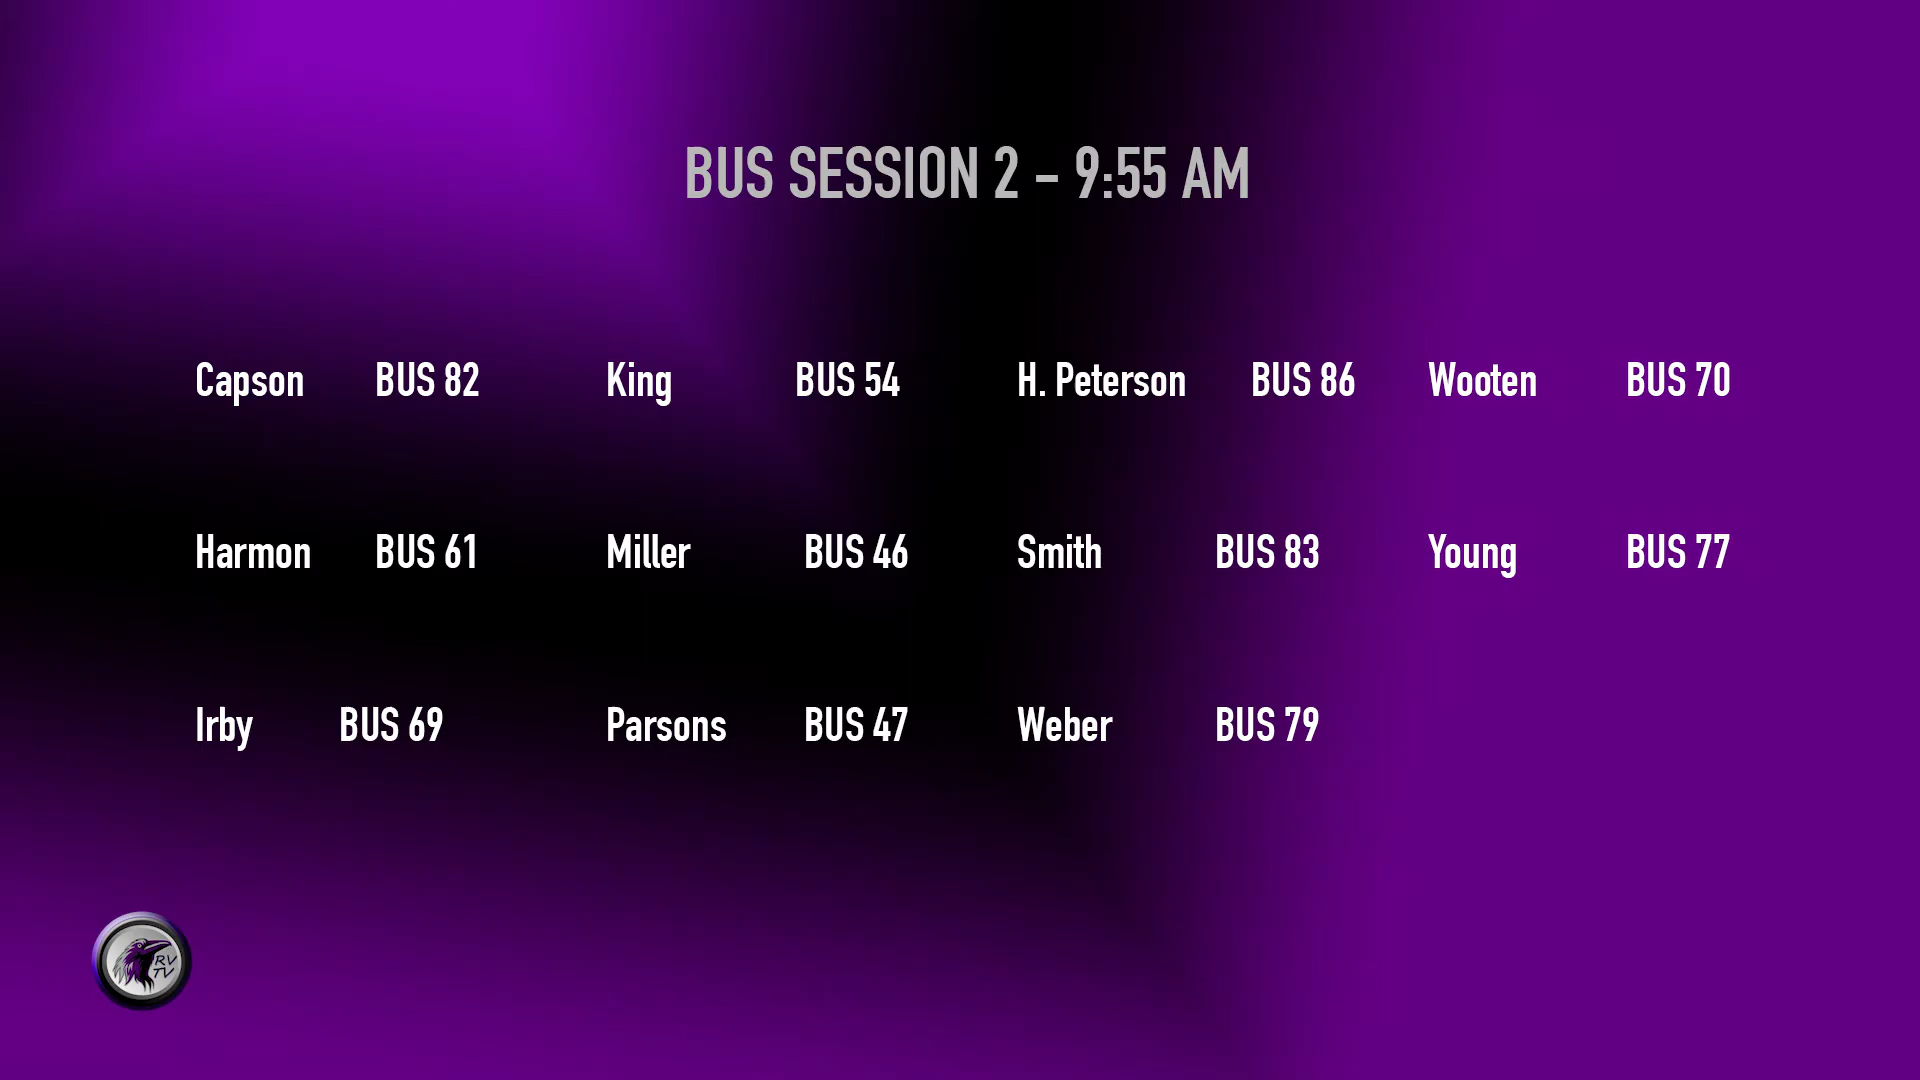 BUS SESSION 2 - 9:55 AM
Capson BUS 82 King BUS 54 H. Peterson BUS 86 Wooten BUS 70
Harmon BUS 61 Miller BUS 46 Smith BUS 83 Young BUS 77
Irby BUS 69 Parsons BUS 47 Weber BUS 79
RV
TV